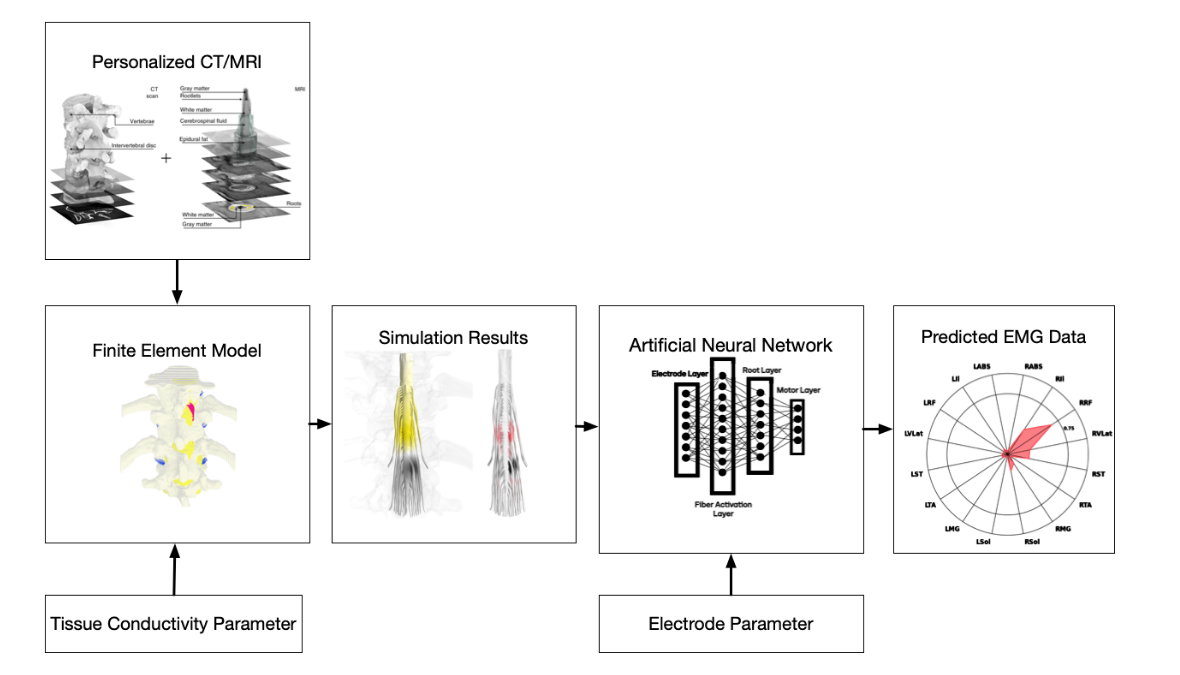 Personalized CT/MRI
CT
scan
Gray matter
Rootlets
MRI
White matter
Vertebrae
Cerebrospinal fluid
Epidural fat
Intervertebral disc
+
Roots
White matter
Gray matter
Finite Element Model
Simulation Results
Artificial Neural Network
Electrode Layer
Root Layer
Motor Layer
Fiber Activation
Layer
Predicted EMG Data
LABS
RABS
LIl
RIl
LRF
RRF
0.75
LVLat
RVLat
LST
RST
LTA
RTA
LMG
RMG
LSol
RSol
Tissue Conductivity Parameter
Electrode Parameter